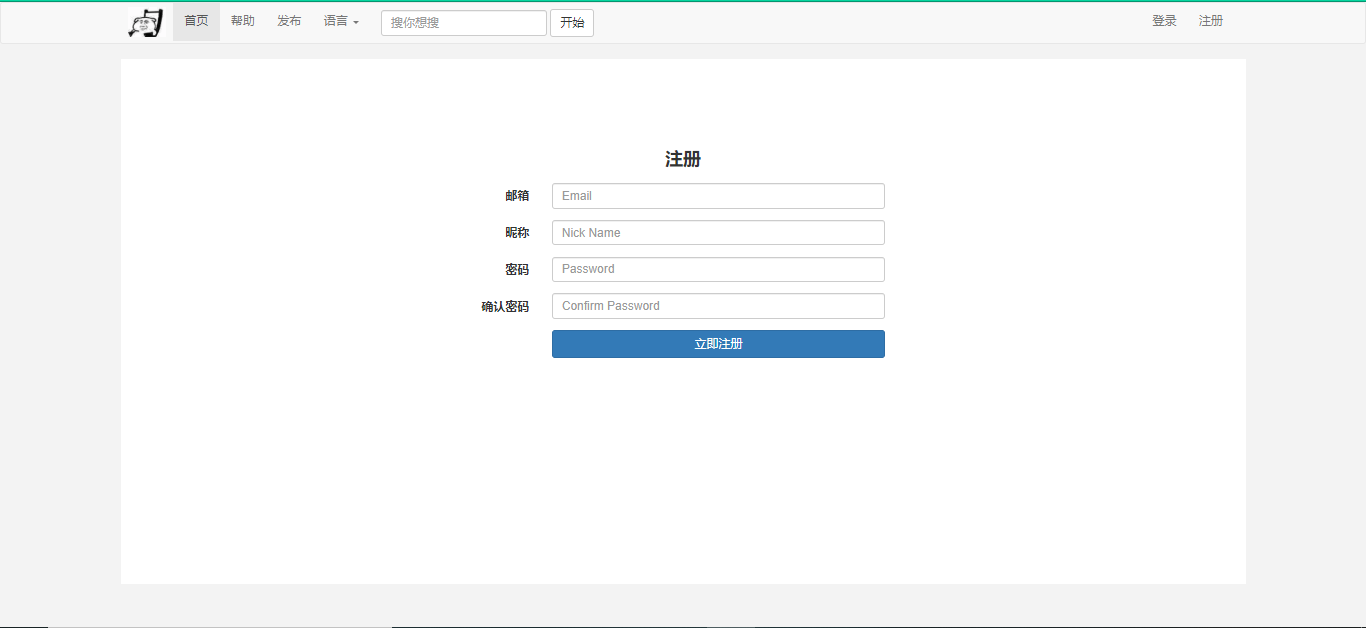 首页 帮助 发布 语言 搜你想搜 开始 登录 注册
注册
邮箱 Email
昵称 Nick Name
密码 Password
确认密码 Confirm Password
立即注册